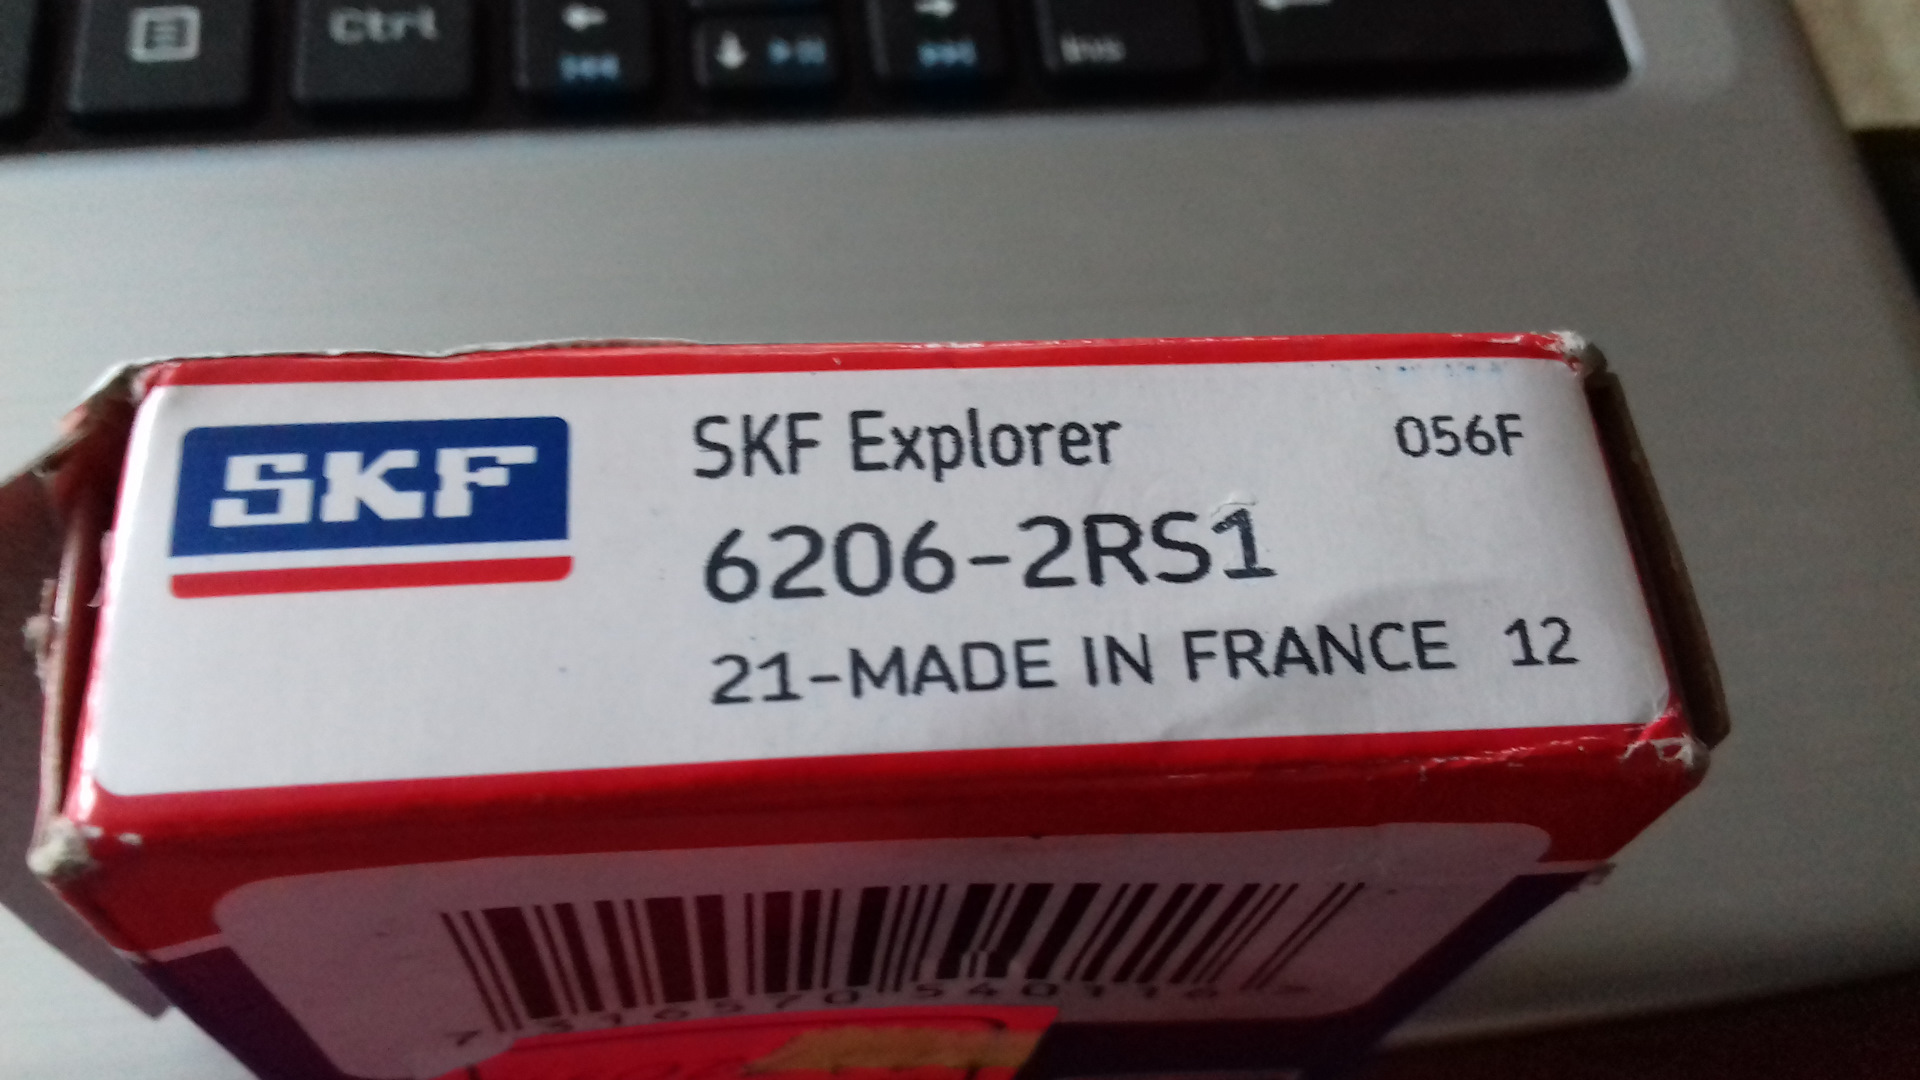 Ctrl
Ins
SKF
SKF Explorer 056F
6206-2RS1
21-MADE IN FRANCE 12